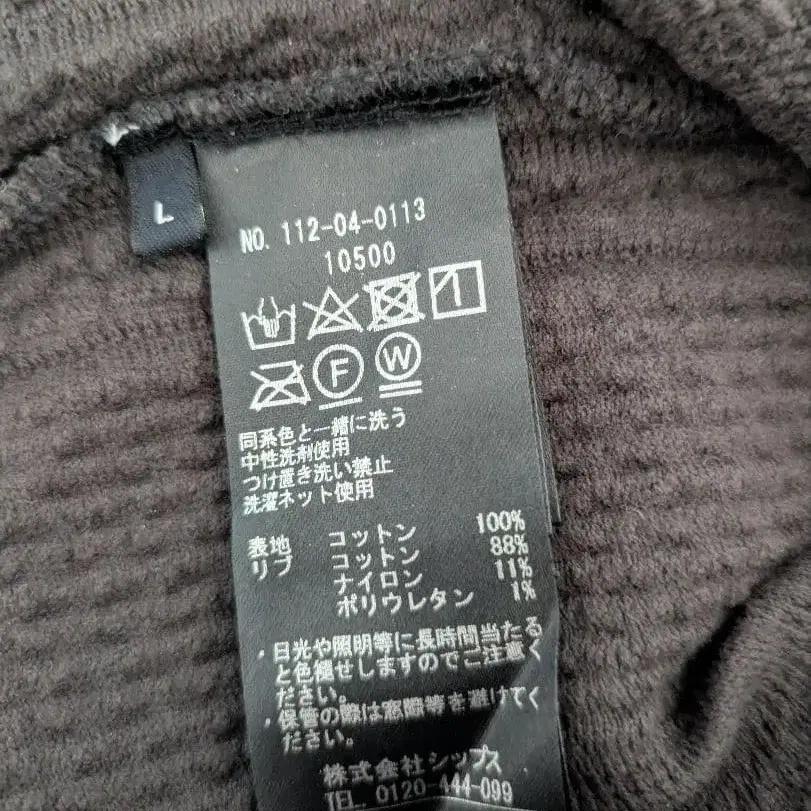 L
NO. 112-04-0113
10500
F
W
同系色と一緒に洗う
中性洗剤使用
つけ置き洗い禁止
洗濯ネット使用
表地 コットン 100%
リブ コットン 88%
ナイロン 11%
ポリウレタン 1%
・日光や照明等に長時間当たる
と色褪せしますのでご注意く
ださい。
・保管の際は窓際等を避けてく
ださい。
株式会社シップス
TEL. 0120-444-099